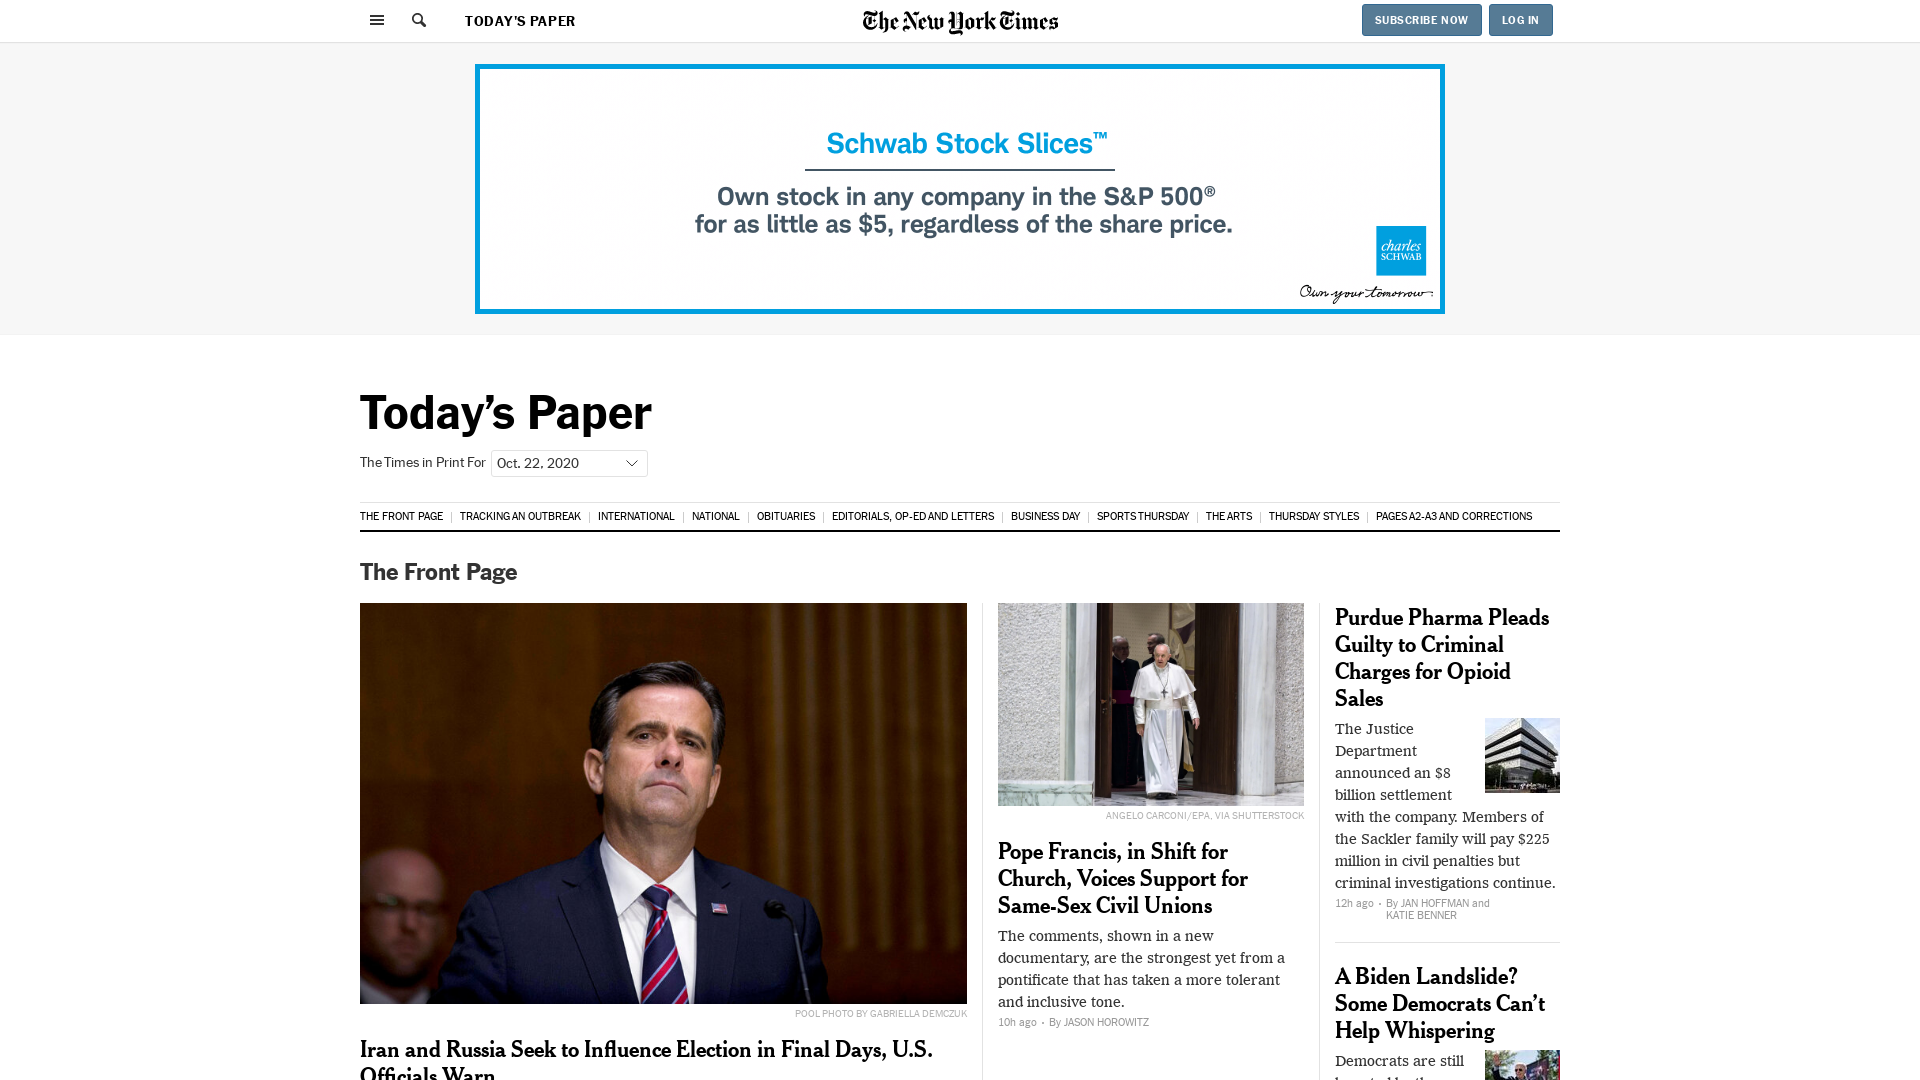 TODAY'S PAPER
The New York Times
SUBSCRIBE NOW
LOG IN
Schwab Stock Slices™
Own stock in any company in the S&P 500®
for as little as $5, regardless of the share price.
charles
SCHWAB
Own your tomorrow.
Today’s Paper
The Times in Print For
Oct. 22, 2020
THE FRONT PAGE
TRACKING AN OUTBREAK
INTERNATIONAL
NATIONAL
OBITUARIES
EDITORIALS, OP-ED AND LETTERS
BUSINESS DAY
SPORTS THURSDAY
THE ARTS
THURSDAY STYLES
PAGES A2-A3 AND CORRECTIONS
The Front Page
POOL PHOTO BY GABRIELLA DEMCZUK
Iran and Russia Seek to Influence Election in Final Days, U.S.
Officials Warn
ANGELO CARCONI/EPA, VIA SHUTTERSTOCK
Pope Francis, in Shift for
Church, Voices Support for
Same-Sex Civil Unions
The comments, shown in a new
documentary, are the strongest yet from a
pontificate that has taken a more tolerant
and inclusive tone.
10h ago • By JASON HOROWITZ
Purdue Pharma Pleads
Guilty to Criminal
Charges for Opioid
Sales
The Justice
Department
announced an $8
billion settlement
with the company. Members of
the Sackler family will pay $225
million in civil penalties but
criminal investigations continue.
12h ago • By JAN HOFFMAN and
KATIE BENNER
A Biden Landslide?
Some Democrats Can’t
Help Whispering
Democrats are still